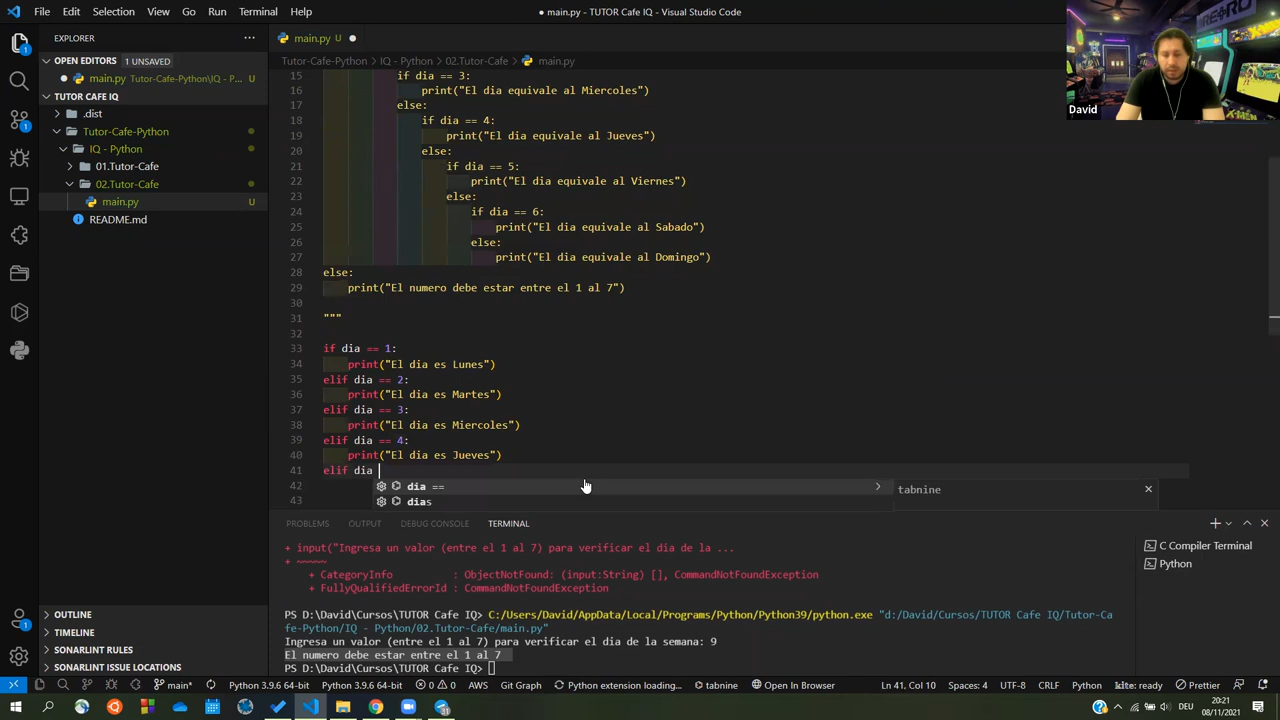 File Edit Selection View Go Run Terminal Help
● main.py - TUTOR Cafe IQ - Visual Studio Code
EXPLORER
OPEN EDITORS 1 UNSAVED
main.py Tutor-Cafe-Python\IQ - P... U
TUTOR CAFE IQ
.dist
Tutor-Cafe-Python
IQ - Python
01.Tutor-Cafe
02.Tutor-Cafe
main.py U
README.md
OUTLINE
TIMELINE
SONARLINT RULES
SONARLINT ISSUE LOCATIONS
main.py
Tutor-Cafe-Python > IQ - Python > 02.Tutor-Cafe > main.py
15 if dia == 3:
16 print("El dia equivale al Miercoles")
17 else:
18 if dia == 4:
19 print("El dia equivale al Jueves")
20 else:
21 if dia == 5:
22 print("El dia equivale al Viernes")
23 else:
24 if dia == 6:
25 print("El dia equivale al Sabado")
26 else:
27 print("El dia equivale al Domingo")
28 else:
29 print("El numero debe estar entre el 1 al 7")
30
31 """
32
33 if dia == 1:
34 print("El dia es Lunes")
35 elif dia == 2:
36 print("El dia es Martes")
37 elif dia == 3:
38 print("El dia es Miercoles")
39 elif dia == 4:
40 print("El dia es Jueves")
41 elif dia
42
43
dia ==
dias
tabnine
PROBLEMS OUTPUT DEBUG CONSOLE TERMINAL
C Compiler Terminal
Python
+ input("Ingresa un valor (entre el 1 al 7) para verificar el dia de la ...
+ ~~~~~
+ CategoryInfo : ObjectNotFound: (input:String) [], CommandNotFoundException
+ FullyQualifiedErrorId : CommandNotFoundException
PS D:\David\Cursos\TUTOR Cafe IQ> C:/Users/David/AppData/Local/Programs/Python/Python39/python.exe "d:/David/Cursos/TUTOR Cafe IQ/Tutor-Ca
fe-Python/IQ - Python/02.Tutor-Cafe/main.py"
Ingresa un valor (entre el 1 al 7) para verificar el dia de la semana: 9
El numero debe estar entre el 1 al 7
PS D:\David\Cursos\TUTOR Cafe IQ>
main* Python 3.9.6 64-bit 0 0 AWS Git Graph Python extension loading... tabnine Open In Browser Ln 41, Col 10 Spaces: 4 UTF-8 CRLF Python Python 3.9.6 64-bit Prettier
DEU
20:21
08/11/2021
David